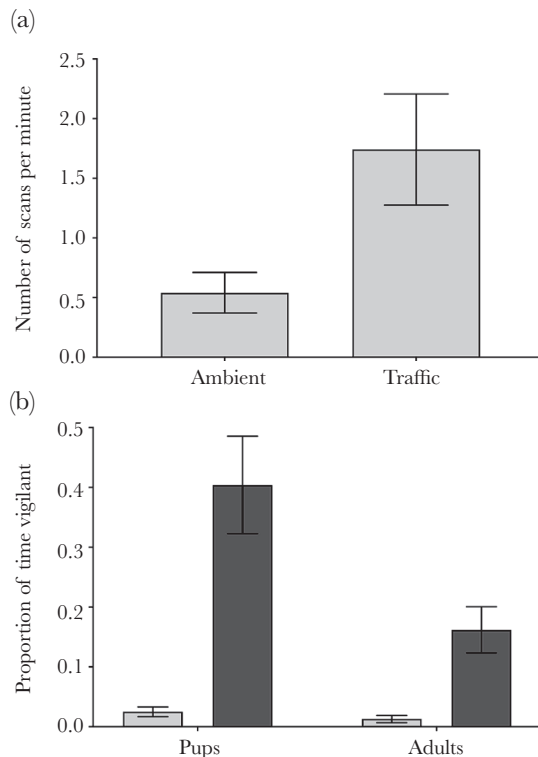 (a)
Number of scans per minute
2.5
2.0
1.5
1.0
0.5
0.0
Ambient
Traffic
(b)
Proportion of time vigilant
0.5
0.4
0.3
0.2
0.1
0.0
Pups
Adults